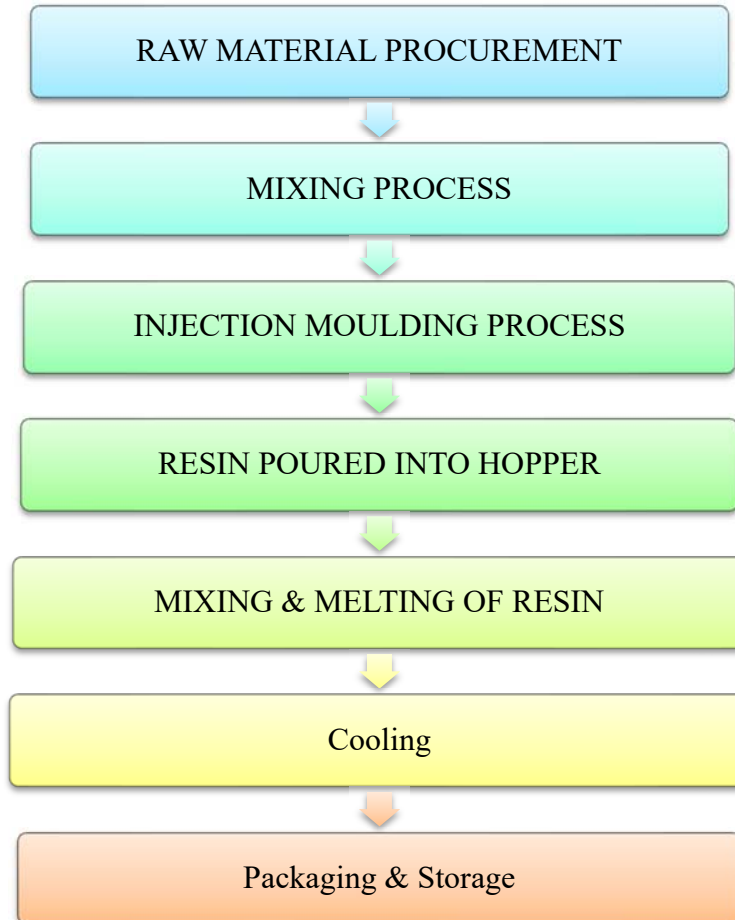 RAW MATERIAL PROCUREMENT
MIXING PROCESS
INJECTION MOULDING PROCESS
RESIN POURED INTO HOPPER
MIXING & MELTING OF RESIN
Cooling
Packaging & Storage